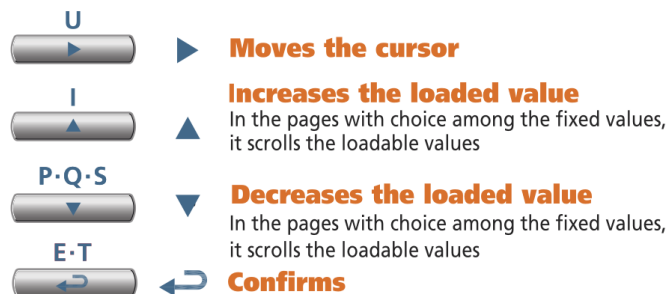 U
Moves the cursor
I
Increases the loaded value
In the pages with choice among the fixed values,
it scrolls the loadable values
P·Q·S
Decreases the loaded value
In the pages with choice among the fixed values,
it scrolls the loadable values
E·T
Confirms